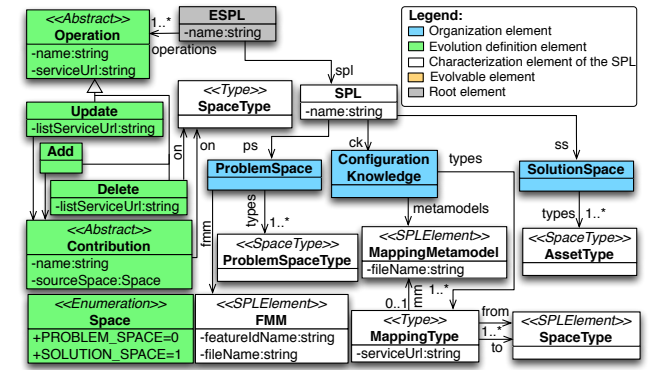 <<Abstract>>
Operation
-name:string
-serviceUrl:string
1..*
operations
ESPL
-name:string
spl
Legend:
Organization element
Evolution definition element
Characterization element of the SPL
Evolvable element
Root element
<<Type>>
SpaceType
SPL
-name:string
Update
-listServiceUrl:string
Add
Delete
-listServiceUrl:string
on
on
ps
ck
types
ss
ProblemSpace
Configuration
Knowledge
SolutionSpace
fmm
types
1..*
metamodels
types
1..*
<<Abstract>>
Contribution
-name:string
-sourceSpace:Space
<<SpaceType>>
ProblemSpaceType
<<SPLElement>>
MappingMetamodel
-fileName:string
<<SpaceType>>
AssetType
0..1
mm
1..*
<<Enumeration>>
Space
+PROBLEM_SPACE=0
+SOLUTION_SPACE=1
<<SPLElement>>
FMM
-featureIdName:string
-fileName:string
<<Type>>
MappingType
-serviceUrl:string
from
1..*
to
<<SPLElement>>
SpaceType